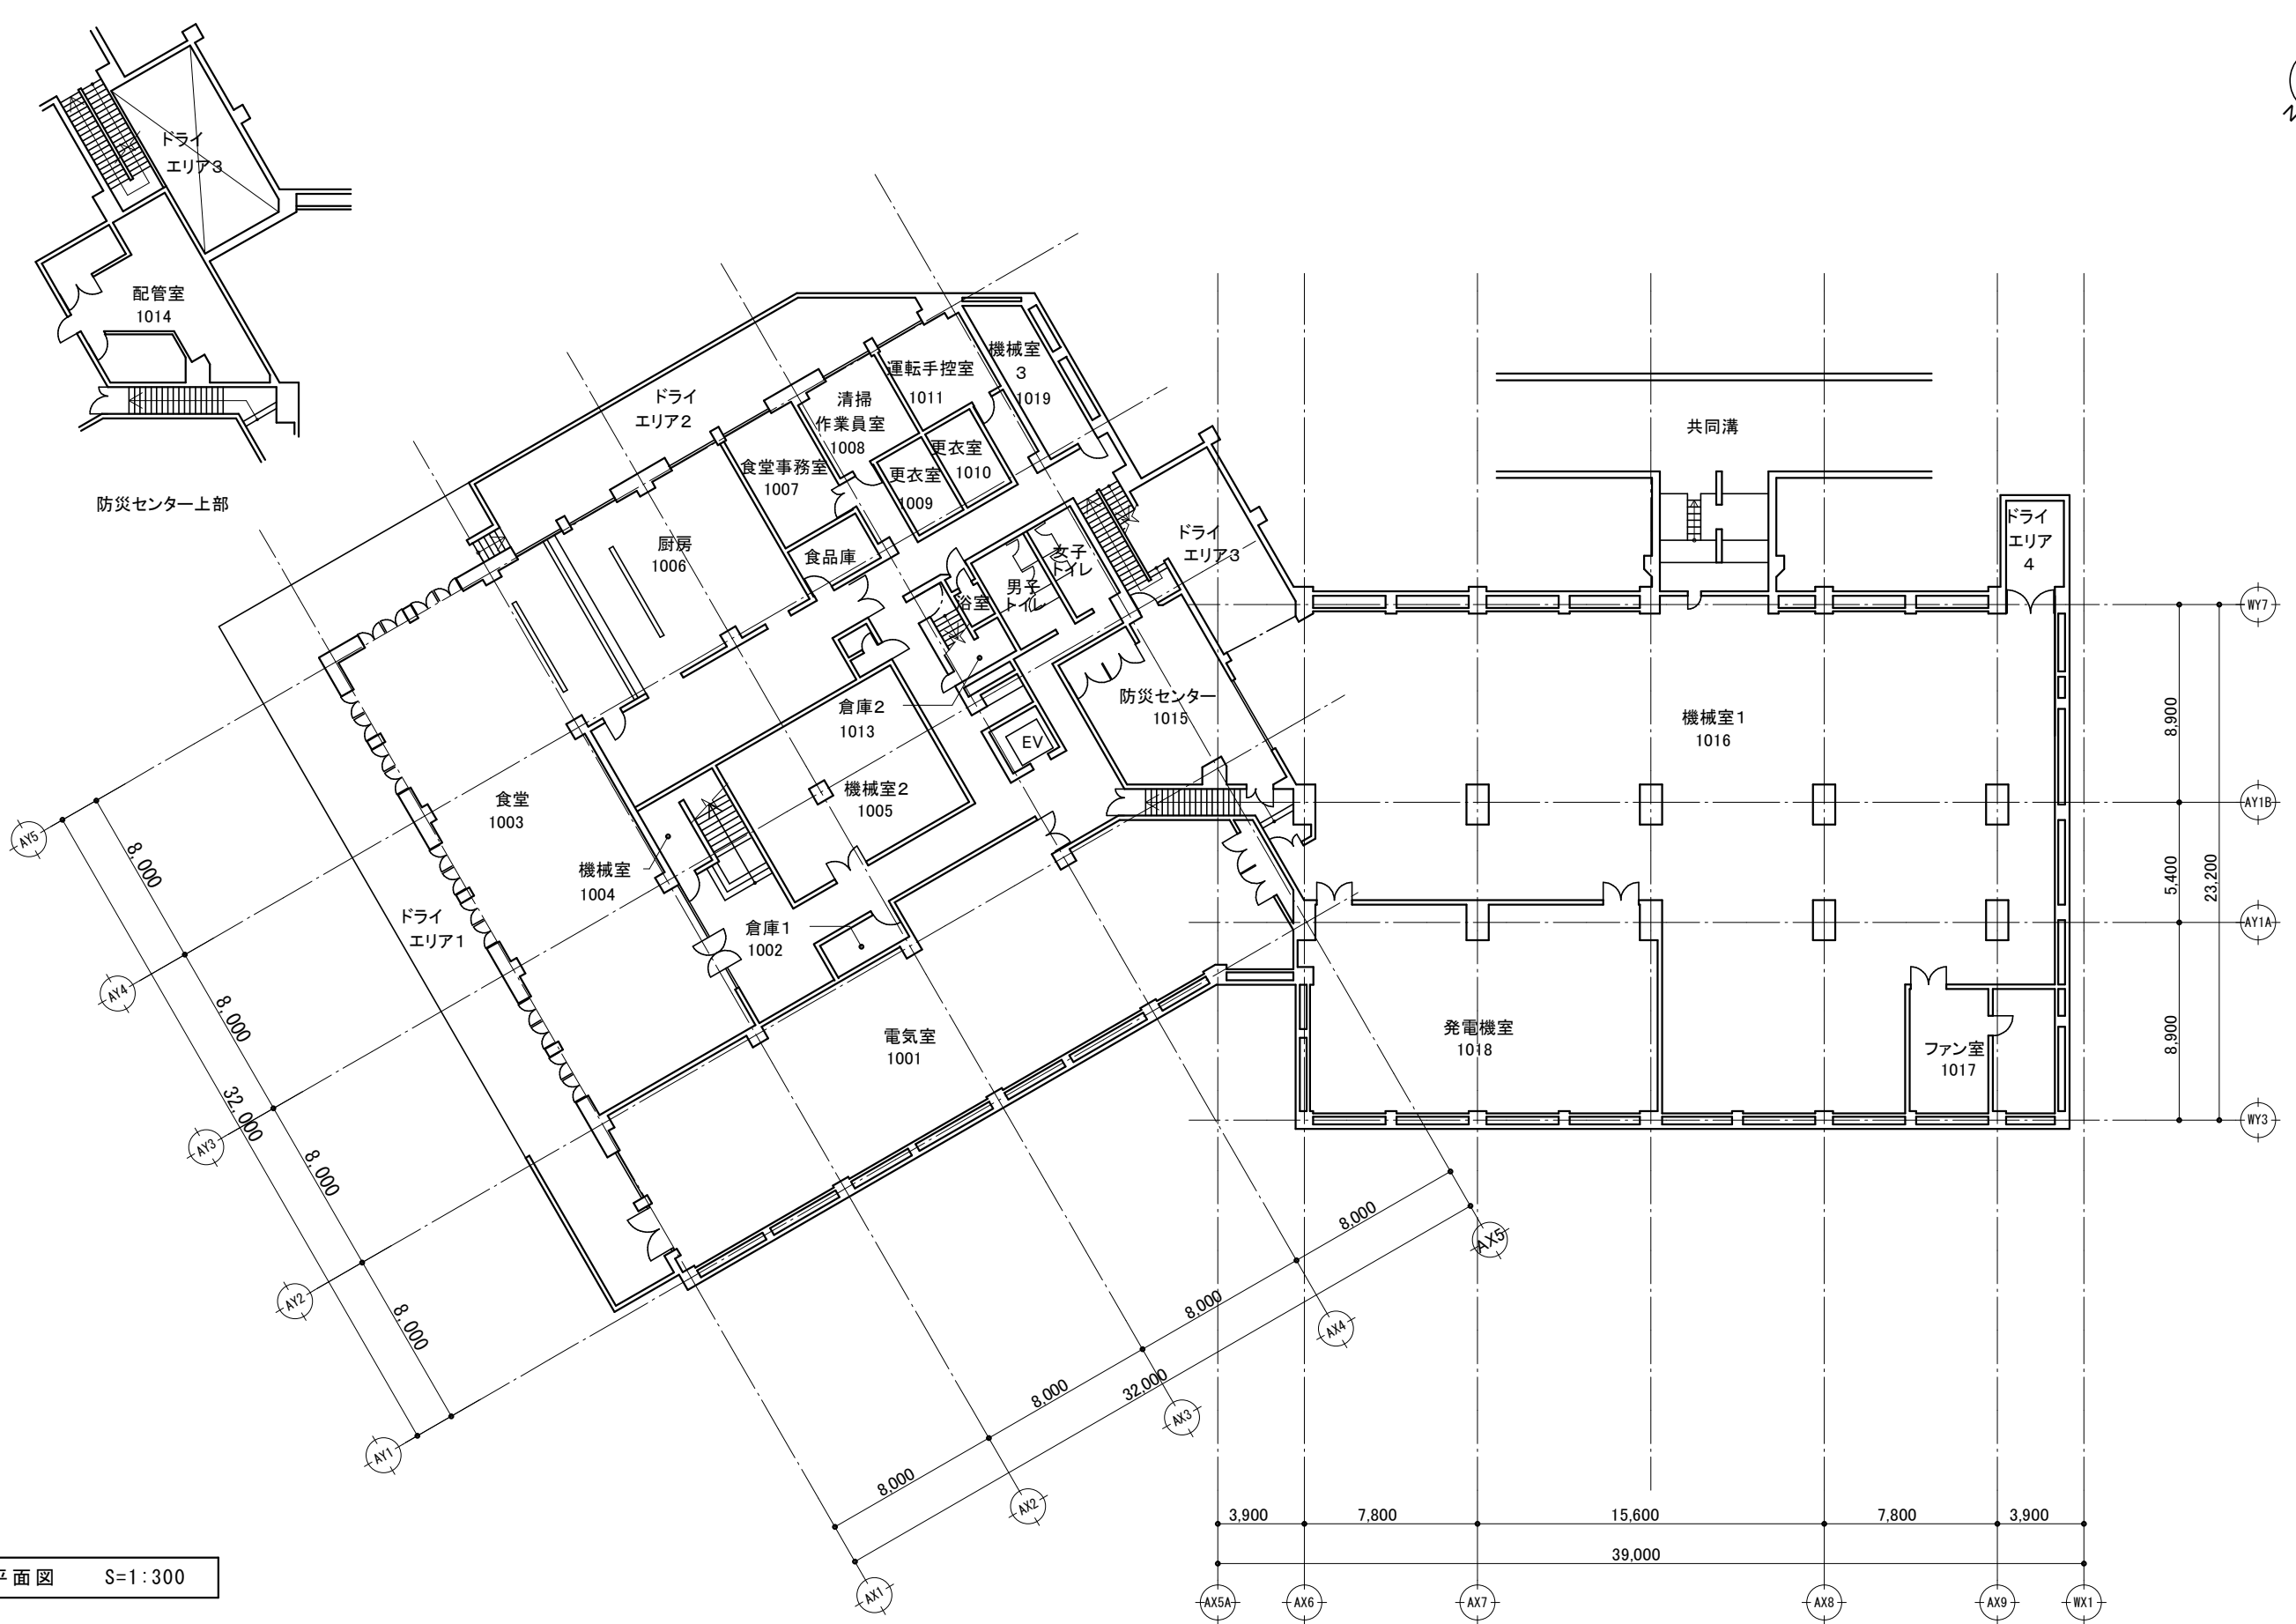 ドライ
エリア3
配管室
1014
防災センター上部
ドライ
エリア2
運転手控室
1011
機械室
3
1019
清掃
作業員室
1008
更衣室
1010
更衣室
1009
食堂事務室
1007
食品庫
厨房
1006
女子
トイレ
男子
トイレ
浴室
ドライ
エリア3
共同溝
ドライ
エリア
4
倉庫2
1013
EV
防災センター
1015
機械室1
1016
機械室2
1005
食堂
1003
機械室
1004
倉庫1
1002
ドライ
エリア1
電気室
1001
発電機室
1018
ファン室
1017
WY7
AY1B
AY1A
WY3
8,900
5,400
8,900
23,200
AY5
AY4
AY3
AY2
AY1
8,000
8,000
8,000
8,000
32,000
8,000
8,000
8,000
8,000
32,000
AX1
AX2
AX3
AX4
AX5
3,900
7,800
15,600
7,800
3,900
39,000
AX5A
AX6
AX7
AX8
AX9
WX1
平面図 S=1:300